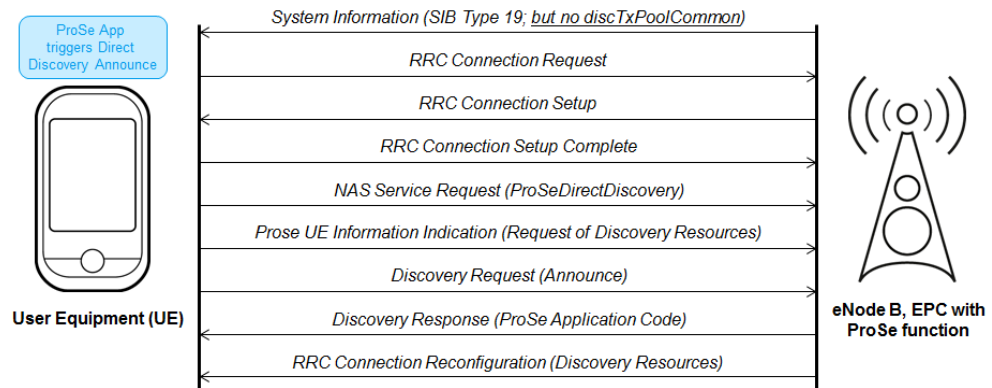 System Information (SIB Type 19; but no discTxPoolCommon)
ProSe App
triggers Direct
Discovery Announce
RRC Connection Request
RRC Connection Setup
RRC Connection Setup Complete
NAS Service Request (ProSeDirectDiscovery)
Prose UE Information Indication (Request of Discovery Resources)
Discovery Request (Announce)
Discovery Response (ProSe Application Code)
RRC Connection Reconfiguration (Discovery Resources)
User Equipment (UE)
eNode B, EPC with
ProSe function